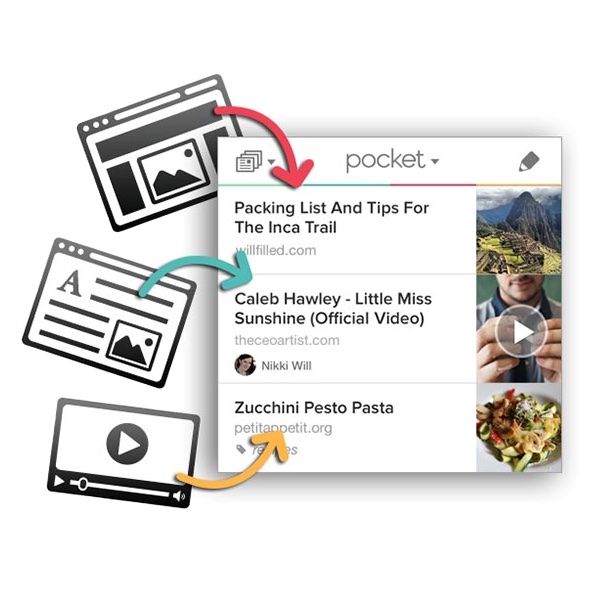 pocket
Packing List And Tips For
The Inca Trail
willfilled.com
Caleb Hawley - Little Miss
Sunshine (Official Video)
theceoartist.com
Nikki Will
Zucchini Pesto Pasta
petitappetit.org
A